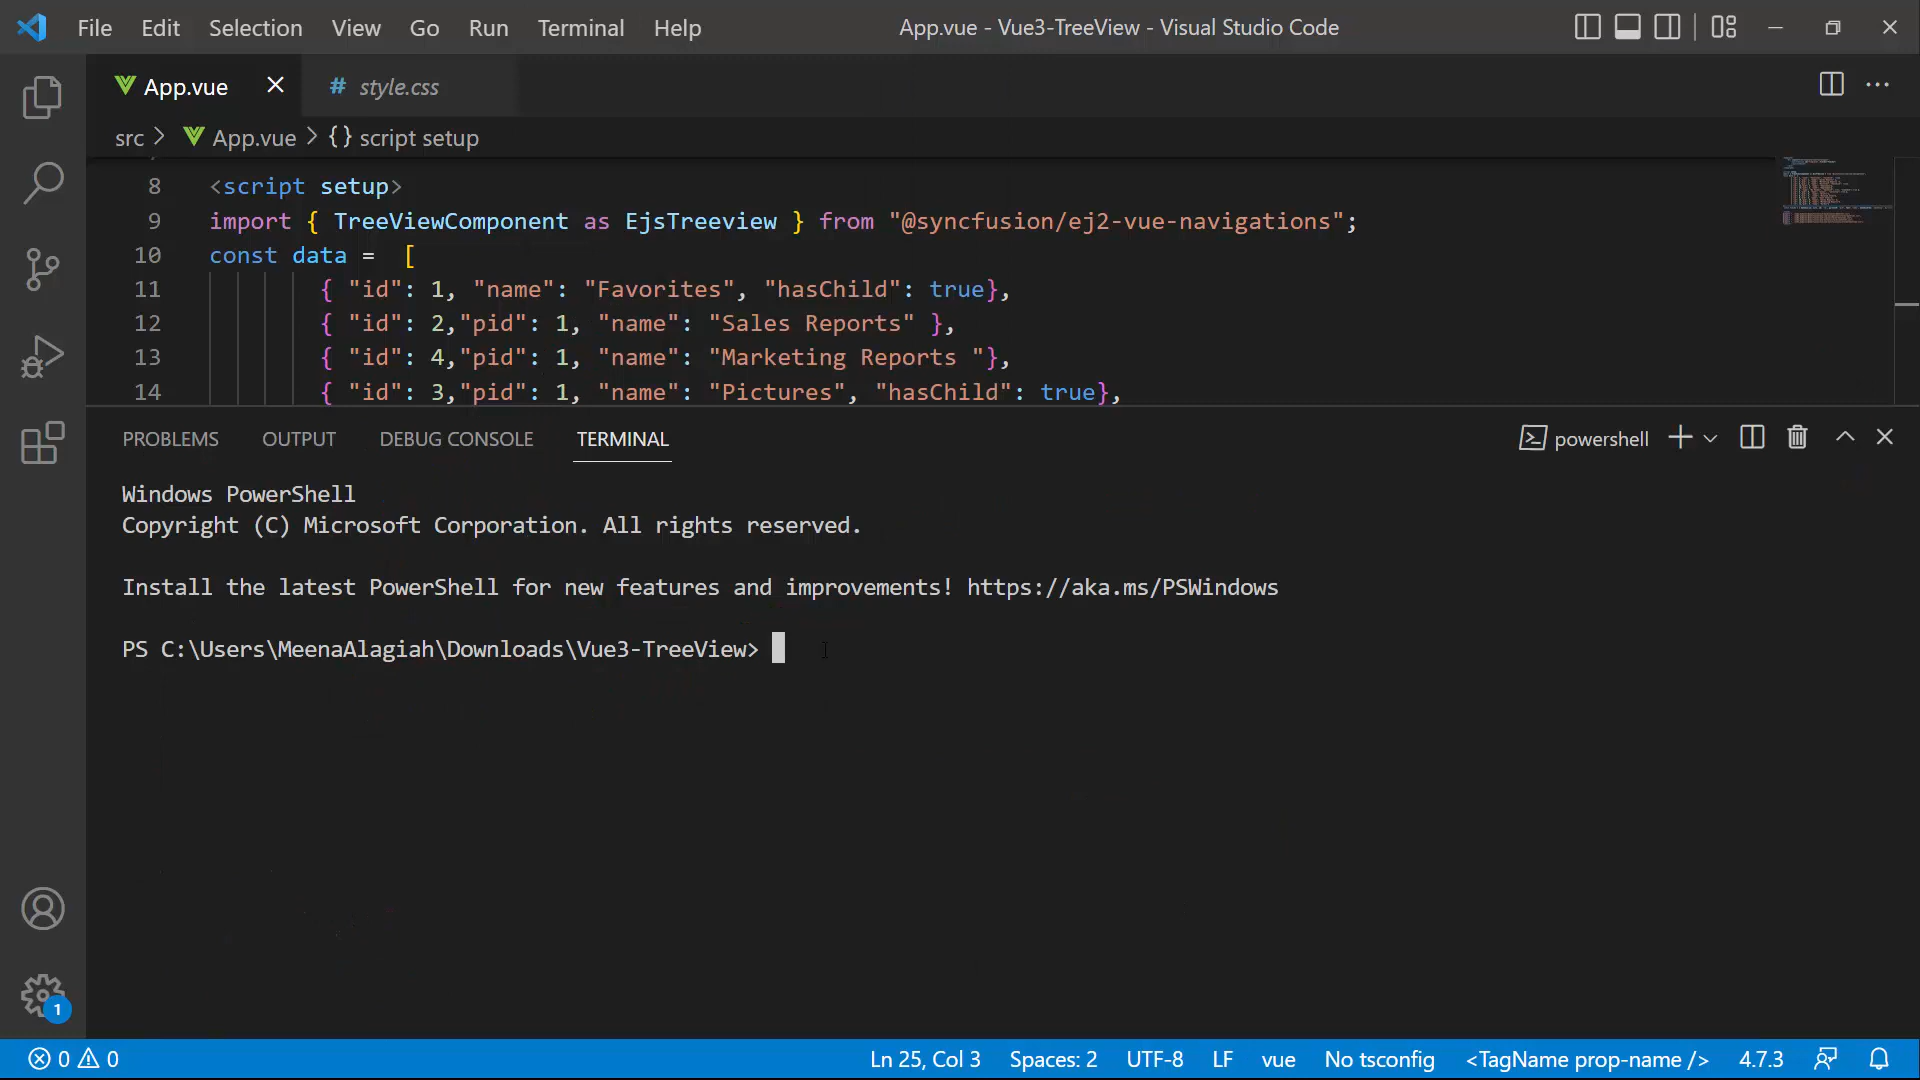 File Edit Selection View Go Run Terminal Help App.vue - Vue3-TreeView - Visual Studio Code
App.vue # style.css
src > App.vue > {} script setup
8 <script setup>
9 import { TreeViewComponent as EjsTreeview } from "@syncfusion/ej2-vue-navigations";
10 const data = [
11 { "id": 1, "name": "Favorites", "hasChild": true},
12 { "id": 2,"pid": 1, "name": "Sales Reports" },
13 { "id": 4,"pid": 1, "name": "Marketing Reports "},
14 { "id": 3,"pid": 1, "name": "Pictures", "hasChild": true},
PROBLEMS OUTPUT DEBUG CONSOLE TERMINAL powershell
Windows PowerShell
Copyright (C) Microsoft Corporation. All rights reserved.
Install the latest PowerShell for new features and improvements! https://aka.ms/PSWindows
PS C:\Users\MeenaAlagiah\Downloads\Vue3-TreeView>
1
0 0 Ln 25, Col 3 Spaces: 2 UTF-8 LF vue No tsconfig <TagName prop-name /> 4.7.3